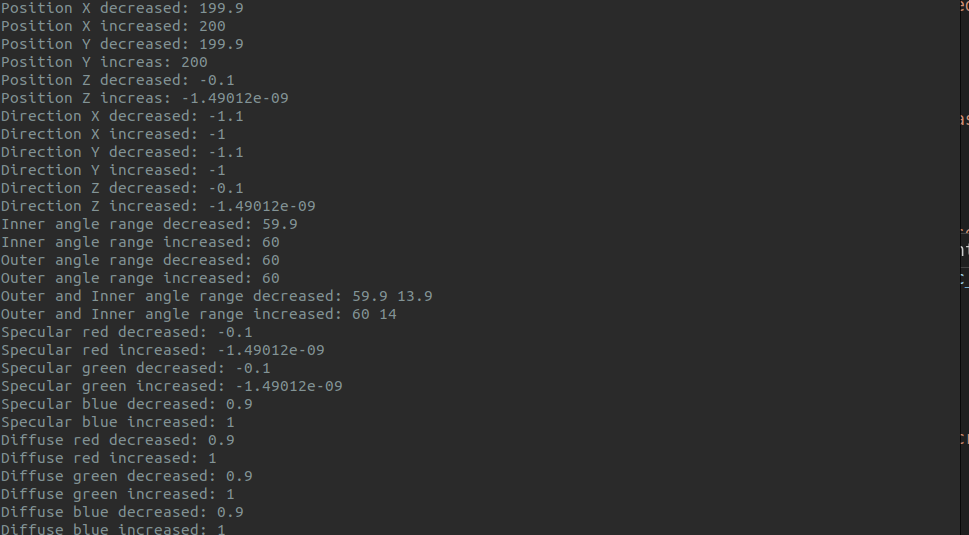 Position X decreased: 199.9
Position X increased: 200
Position Y decreased: 199.9
Position Y increas: 200
Position Z decreased: -0.1
Position Z increas: -1.49012e-09
Direction X decreased: -1.1
Direction X increased: -1
Direction Y decreased: -1.1
Direction Y increased: -1
Direction Z decreased: -0.1
Direction Z increased: -1.49012e-09
Inner angle range decreased: 59.9
Inner angle range increased: 60
Outer angle range decreased: 60
Outer angle range increased: 60
Outer and Inner angle range decreased: 59.9 13.9
Outer and Inner angle range increased: 60 14
Specular red decreased: -0.1
Specular red increased: -1.49012e-09
Specular green decreased: -0.1
Specular green increased: -1.49012e-09
Specular blue decreased: 0.9
Specular blue increased: 1
Diffuse red decreased: 0.9
Diffuse red increased: 1
Diffuse green decreased: 0.9
Diffuse green increased: 1
Diffuse blue decreased: 0.9
Diffuse blue increased: 1